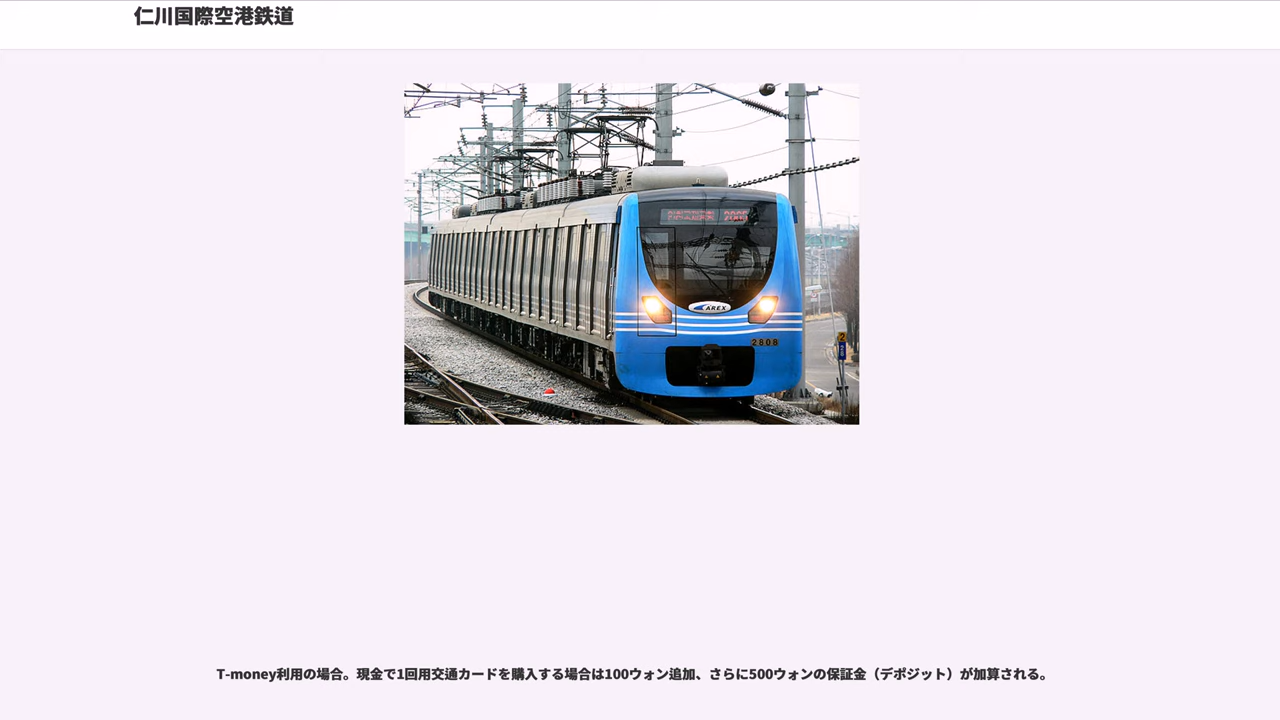 仁川国際空港鉄道
AREX
2808
T-money利用の場合。現金で1回用交通カードを購入する場合は100ウォン追加、さらに500ウォンの保証金（デポジット）が加算される。